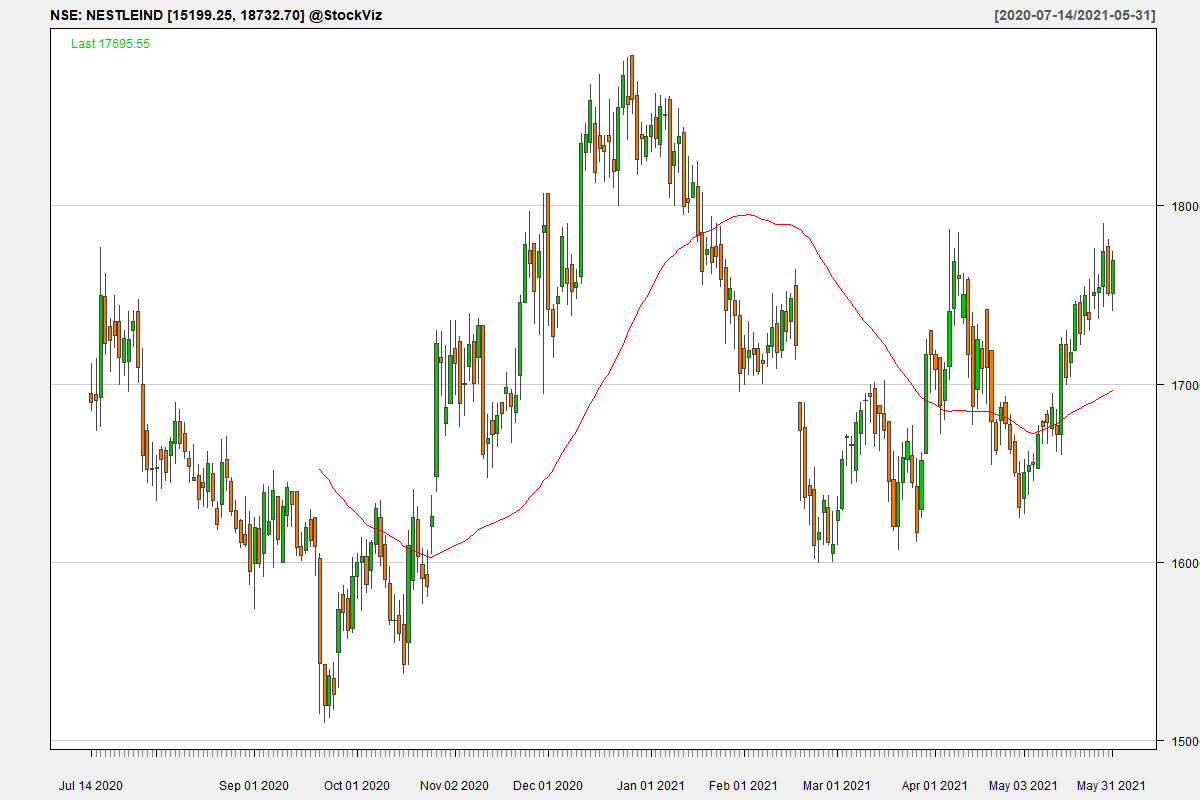 NSE: NESTLEIND [15199.25, 18732.70] @StockViz [2020-07-14/2021-05-31]
Last 17695.55
1800
1700
1600
1500
Jul 14 2020 Sep 01 2020 Oct 01 2020 Nov 02 2020 Dec 01 2020 Jan 01 2021 Feb 01 2021 Mar 01 2021 Apr 01 2021 May 03 2021 May 31 2021